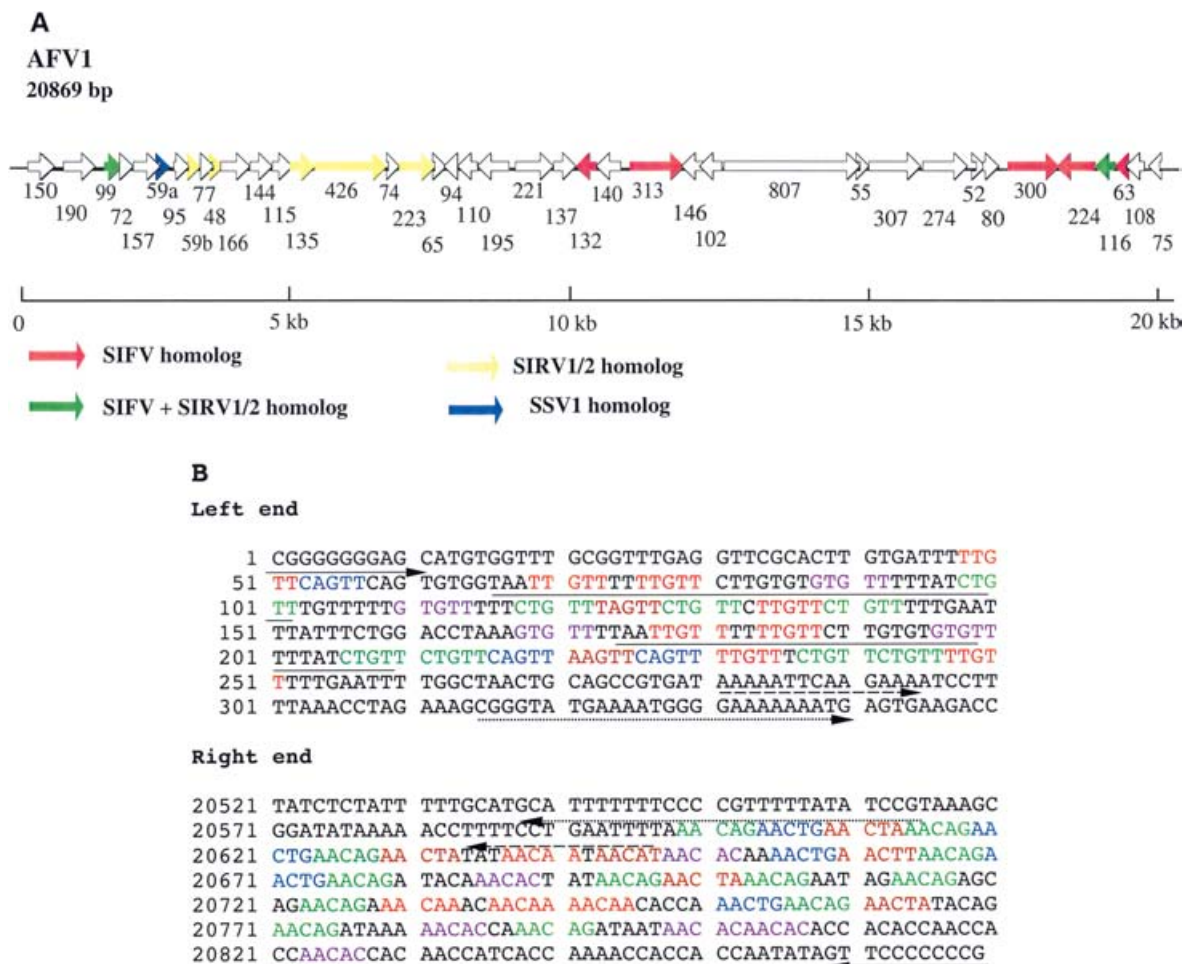 A
AFV1
20869 bp
150 99 59a 77 144 426 74 94 221 140 313 807 55 52 300 63
190 72 95 48 115 223 110 137 146 307 274 80 224 108
157 59b 166 135 65 195 132 102 116 75
0 5 kb 10 kb 15 kb 20 kb
SIFV homolog SIRV1/2 homolog
SIFV + SIRV1/2 homolog SSV1 homolog
B
Left end
1 CGGGGGGGAG CATGTGGTTT GCGGTTTGAG GTTCGCACTT GTGATTTTTG
51 TTCAGTTCAG TGTGGTAATT GTTTTTTGTT CTTGTGTGTG TTTTTATCTG
101 TTTGTTTTTG TGTTTTTCTG TTTAGTTCTG TTCTTGTTCT GTTTTTGAAT
151 TTATTTCTGG ACCTAAAGTG TTTTAATTGT TTTTTGTTCT TGTGTGTGTT
201 TTTATCTGTT CTGTTCAGTT AAGTTCAGTT TTGTTTCTGT TCTGTTTTGT
251 TTTTGAATTT TGGCTAACTG CAGCCGTGAT AAAAATTCAA GAAAATCCTT
301 TTAAACCTAG AAAGCGGGTA TGAAAATGGG GAAAAAAATG AGTGAAGACC
Right end
20521 TATCTCTATT TTTGCATGCA TTTTTTTCCC CGTTTTTATA TCCGTAAAGC
20571 GGATATAAAA ACCTTTTCCT GAATTTTAAA CAGAACTGAA CTAAACAGAA
20621 CTGAACAGAA CTATATAACA ATAACATAAC ACAAAACTGA ACTTAACAGA
20671 ACTGAACAGA TACAAACACT ATAACAGAAC TAAACAGAAT AGAACAGAGC
20721 AGAACAGAAA CAAACAACAA AACAACACCA AACTGAACAG AACTATACAG
20771 AACAGATAAA AACACCAAAC AGATAATAAC ACAACACACC ACACCAACCA
20821 CCAACACCAC AACCATCACC AAAACCACCA CCAATATAGT TCCCCCCCG